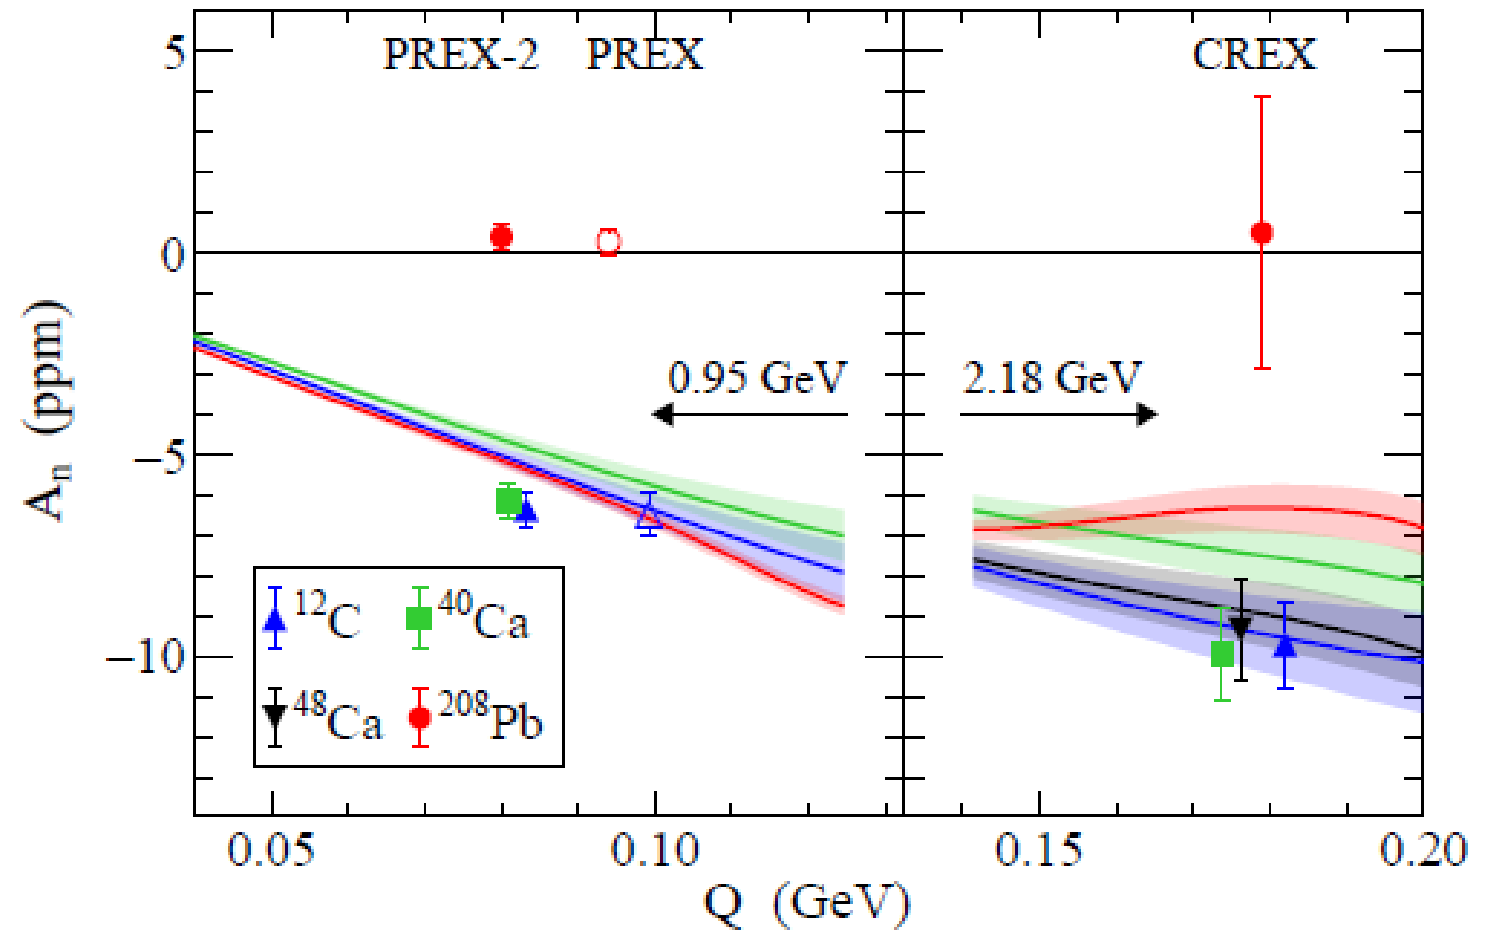 PREX-2 PREX CREX
5
0
−5
−10
A_n (ppm)
0.95 GeV
2.18 GeV
¹²C ⁴⁰Ca
⁴⁸Ca ²⁰⁸Pb
0.05 0.10 0.15 0.20
Q (GeV)